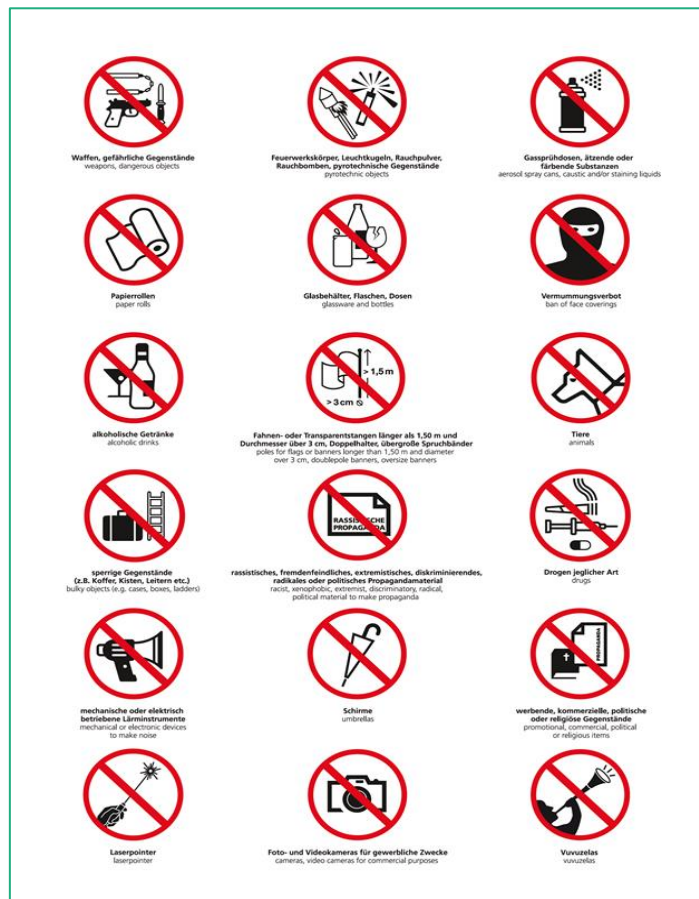 Waffen, gefährliche Gegenstände
weapons, dangerous objects
Feuerwerkskörper, Leuchtkugeln, Rauchpulver,
Rauchbomben, pyrotechnische Gegenstände
pyrotechnic objects
Gassprühdosen, ätzende oder
färbende Substanzen
aerosol spray cans, caustic and/or staining liquids
Papierrollen
paper rolls
Glasbehälter, Flaschen, Dosen
glassware and bottles
Vermummungsverbot
ban of face coverings
alkoholische Getränke
alcoholic drinks
> 1,5 m
> 3 cm
Fahnen- oder Transparentstangen länger als 1,50 m und
Durchmesser über 3 cm, Doppelhalter, übergroße Spruchbänder
poles for flags or banners longer than 1,50 m and diameter
over 3 cm, doublepole banners, oversize banners
Tiere
animals
sperrige Gegenstände
(z.B. Koffer, Kisten, Leitern etc.)
bulky objects (e.g. cases, boxes, ladders)
RASSISTISCHE
PROPAGANDA
rassistisches, fremdenfeindliches, extremistisches, diskriminierendes,
radikales oder politisches Propagandamaterial
racist, xenophobic, extremist, discriminatory, radical,
political material to make propaganda
Drogen jeglicher Art
drugs
mechanische oder elektrisch
betriebene Lärminstrumente
mechanical or electronic devices
to make noise
Schirme
umbrellas
PROPAGANDA
werbende, kommerzielle, politische
oder religiöse Gegenstände
promotional, commercial, political
or religious items
Laserpointer
laserpointer
Foto- und Videokameras für gewerbliche Zwecke
cameras, video cameras for commercial purposes
Vuvuzelas
vuvuzelas